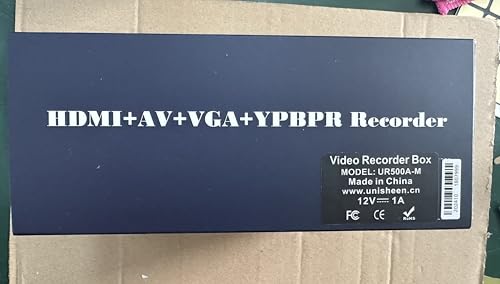 HDMI+AV+VGA+YPBPR Recorder
Video Recorder Box
MODEL: UR500A-M
Made in China
www.unisheen.cn
12V⎓1A
FC CE RoHS